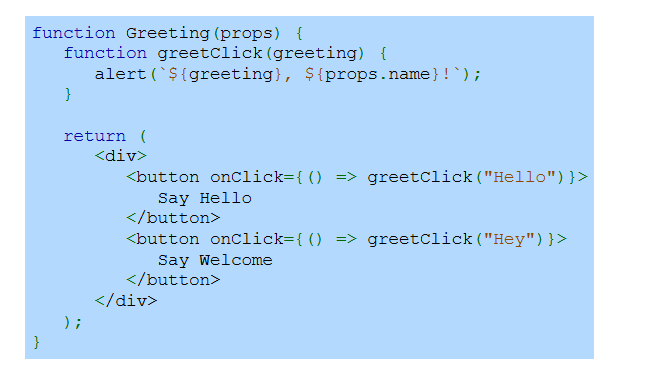 function Greeting(props) {
function greetClick(greeting) {
alert(`${greeting}, ${props.name}!`);
}
return (
<div>
<button onClick={() => greetClick("Hello")}>
Say Hello
</button>
<button onClick={() => greetClick("Hey")}>
Say Welcome
</button>
</div>
);
}